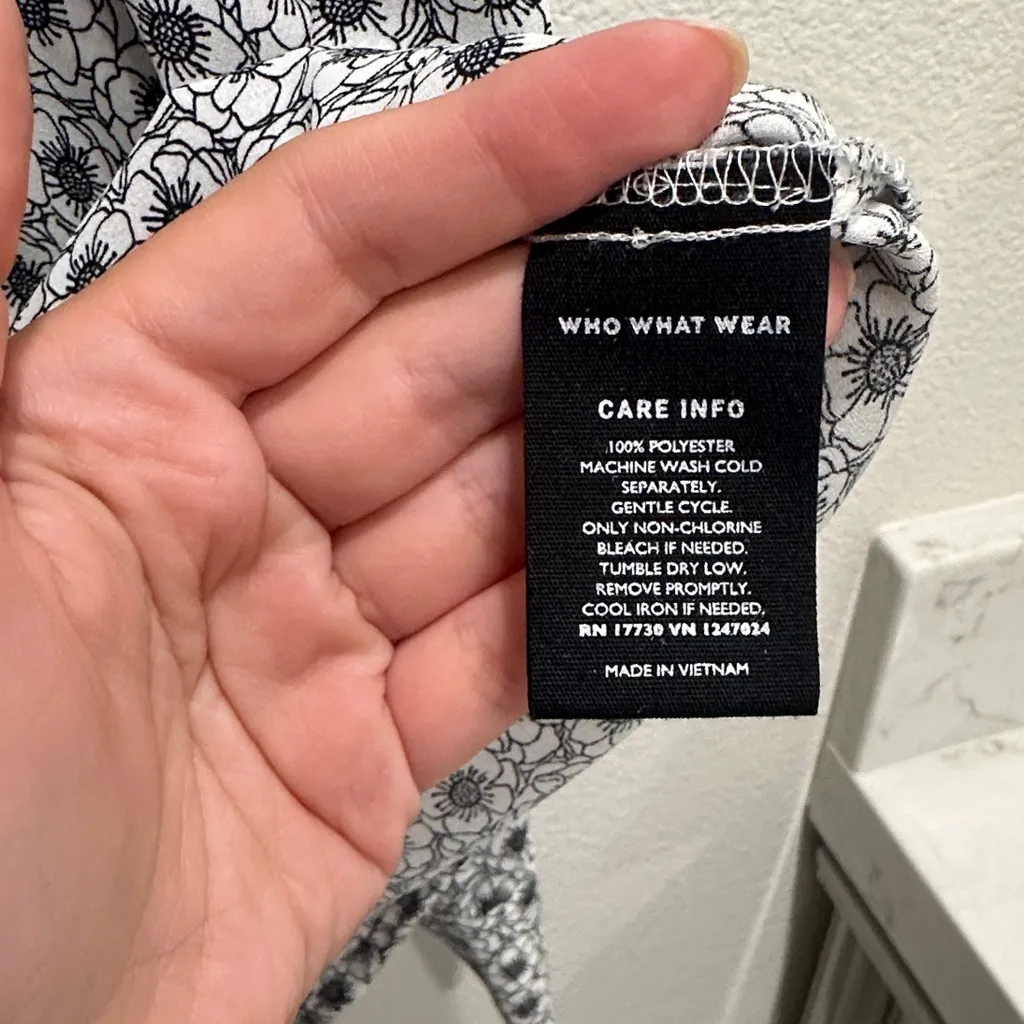 WHO WHAT WEAR
CARE INFO
100% POLYESTER
MACHINE WASH COLD
SEPARATELY.
GENTLE CYCLE.
ONLY NON-CHLORINE
BLEACH IF NEEDED.
TUMBLE DRY LOW.
REMOVE PROMPTLY.
COOL IRON IF NEEDED,
RN 17730 VN 1247024
MADE IN VIETNAM